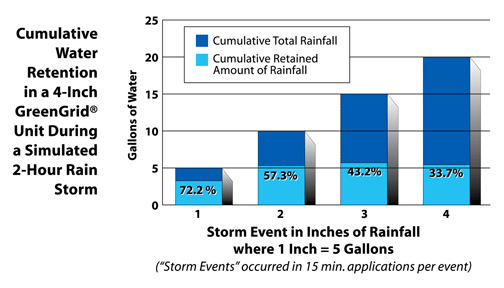 Cumulative
Water
Retention
in a 4-Inch
GreenGrid®
Unit During
a Simulated
2-Hour Rain
Storm
Gallons of Water
25
20
15
10
5
0
Cumulative Total Rainfall
Cumulative Retained
Amount of Rainfall
72.2%
57.3%
43.2%
33.7%
1
2
3
4
Storm Event in Inches of Rainfall
where 1 Inch = 5 Gallons
("Storm Events" occurred in 15 min. applications per event)